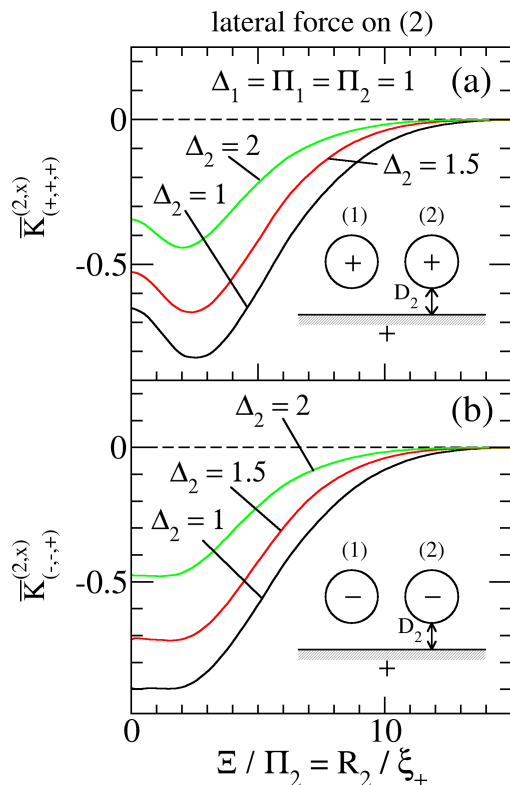 lateral force on (2)
Δ₁ = Π₁ = Π₂ = 1
(a)
0
Δ₂ = 2
Δ₂ = 1.5
Δ₂ = 1
K̅₍₊,₊,₊₎^(2,x)
-0.5
(1) (2)
+ +
D₂
+
(b)
Δ₂ = 2
0
Δ₂ = 1.5
Δ₂ = 1
K̅₍₋,₋,₊₎^(2,x)
-0.5
(1) (2)
− −
D₂
+
0 5 10
Ξ / Π₂ = R₂ / ξ₊